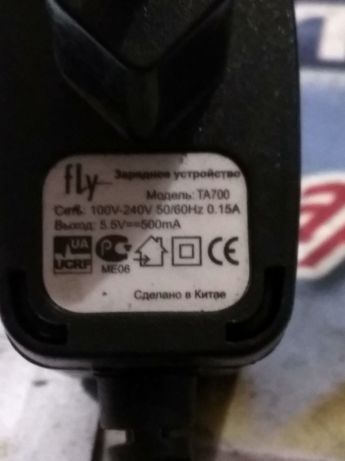 fly
Зарядное устройство
Модель: TA700
Сеть: 100V-240V 50/60Hz 0.15A
Выход: 5.5V⎓500mA
UA
UCRF
ME06
CE
Сделано в Китае